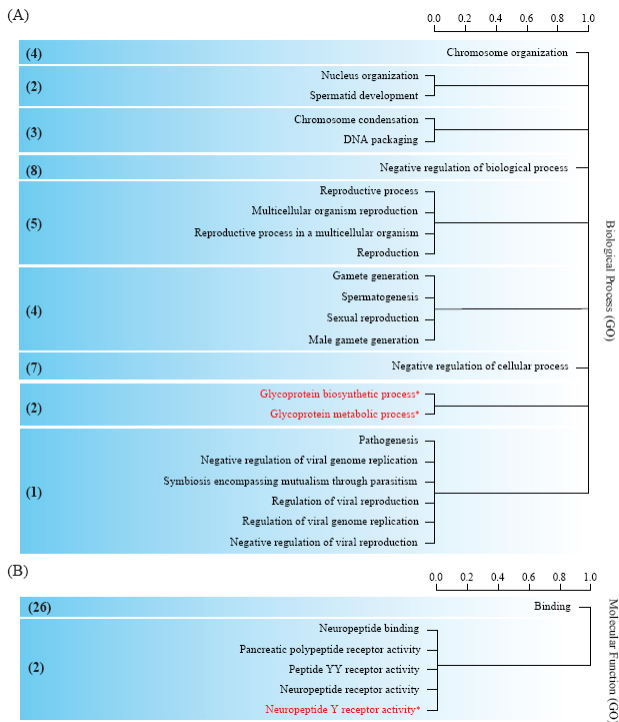 (A)
0.0 0.2 0.4 0.6 0.8 1.0
(4) Chromosome organization
Nucleus organization
(2)
Spermatid development
Chromosome condensation
(3)
DNA packaging
(8) Negative regulation of biological process
Reproductive process
Multicellular organism reproduction
(5)
Reproductive process in a multicellular organism
Reproduction
Biological Process (GO)
Gamete generation
Spermatogenesis
(4)
Sexual reproduction
Male gamete generation
(7) Negative regulation of cellular process
Glycoprotein biosynthetic process*
(2)
Glycoprotein metabolic process*
Pathogenesis
Negative regulation of viral genome replication
Symbiosis encompassing mutualism through parasitism
(1)
Regulation of viral reproduction
Regulation of viral genome replication
Negative regulation of viral reproduction
(B)
0.0 0.2 0.4 0.6 0.8 1.0
(26) Binding
Neuropeptide binding
Pancreatic polypeptide receptor activity
(2) Peptide YY receptor activity
Neuropeptide receptor activity
Neuropeptide Y receptor activity*
Molecular Function (GO)